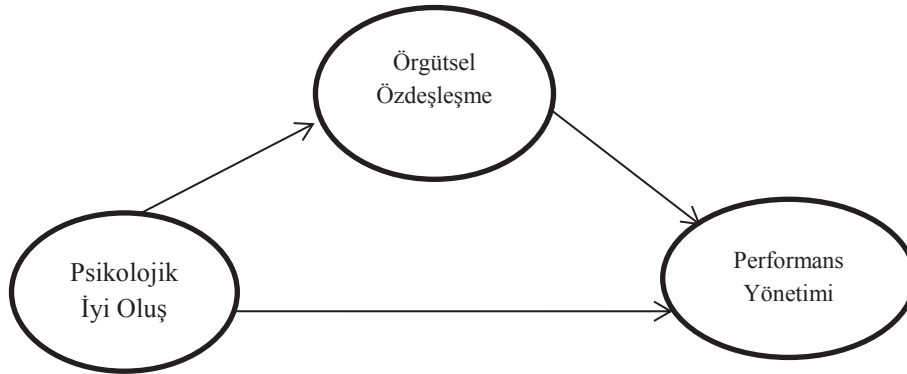 Örgütsel
Özdeşleşme
Psikolojik
İyi Oluş
Performans
Yönetimi